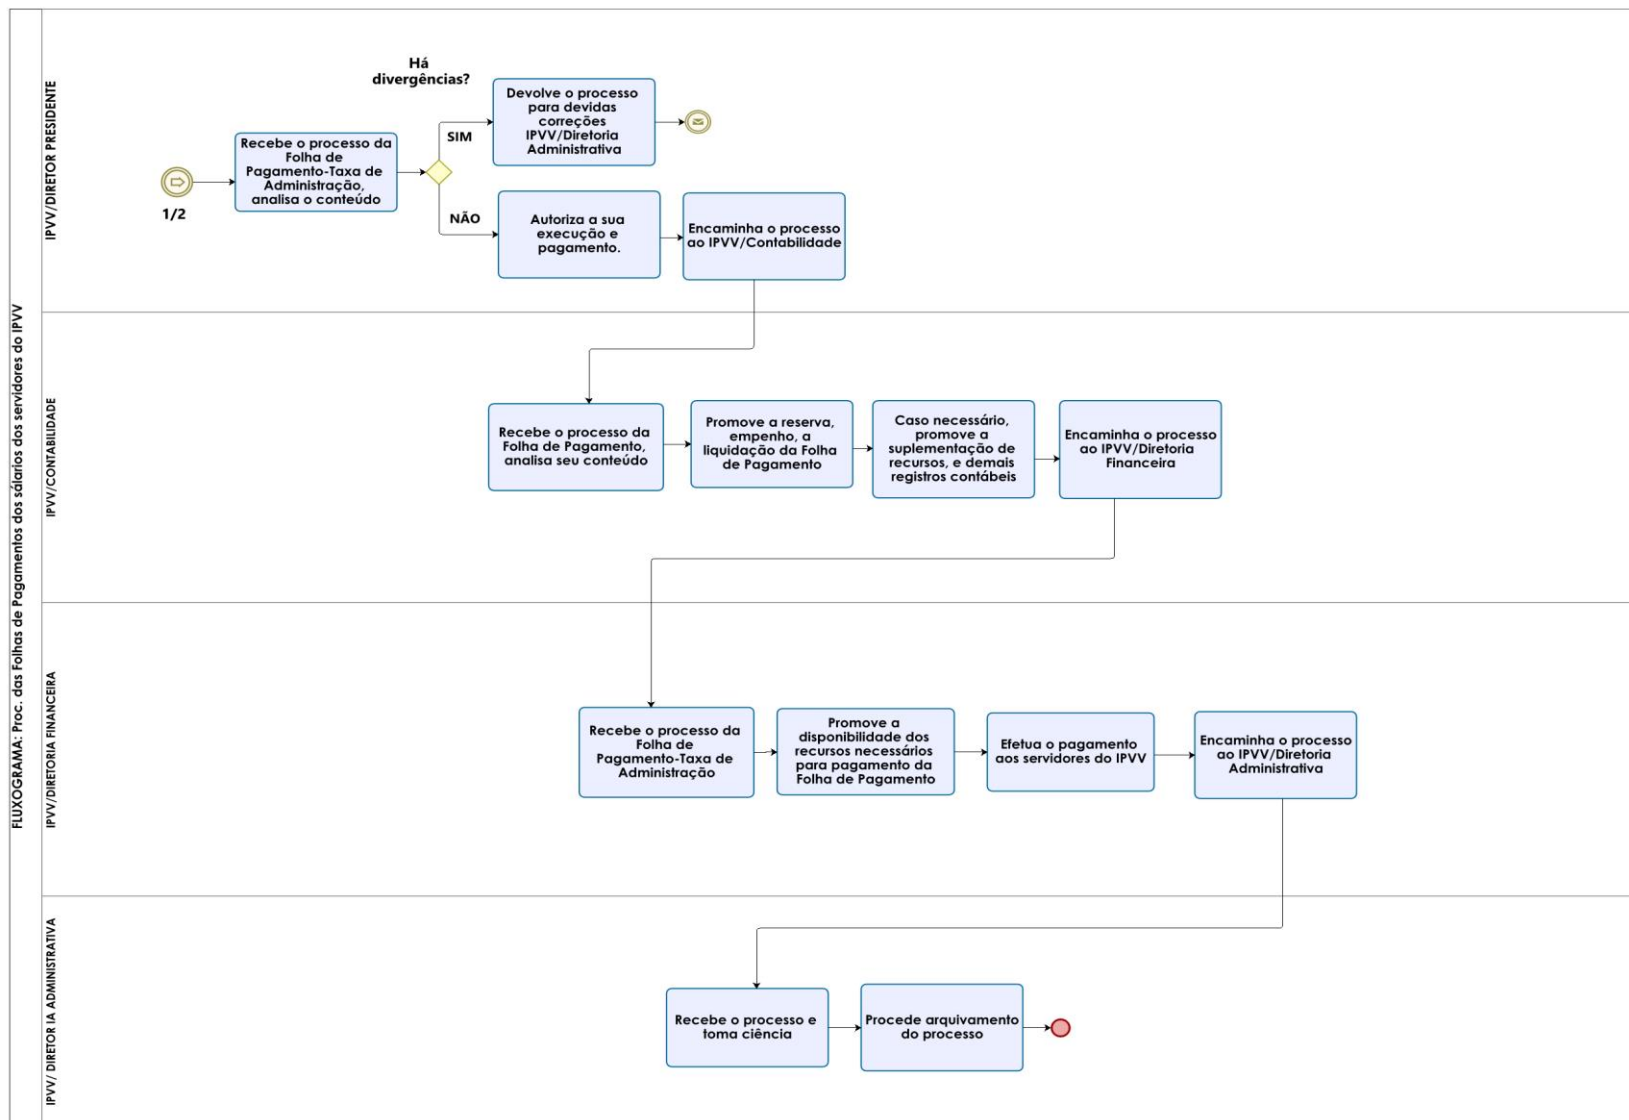 FLUXOGRAMA: Proc. das Folhas de Pagamentos dos sálarios dos servidores do IPVV
IPVV/DIRETOR PRESIDENTE
1/2
Recebe o processo da
Folha de
Pagamento-Taxa de
Administração,
analisa o conteúdo
Há
divergências?
SIM
Devolve o processo
para devidas
correções
IPVV/Diretoria
Administrativa
NÃO
Autoriza a sua
execução e
pagamento.
Encaminha o processo
ao IPVV/Contabilidade
IPVV/CONTABILIDADE
Recebe o processo da
Folha de Pagamento,
analisa seu conteúdo
Promove a reserva,
empenho, a
liquidação da Folha
de Pagamento
Caso necessário,
promove a
suplementação de
recursos, e demais
registros contábeis
Encaminha o processo
ao IPVV/Diretoria
Financeira
IPVV/DIRETORIA FINANCEIRA
Recebe o processo da
Folha de
Pagamento-Taxa de
Administração
Promove a
disponibilidade dos
recursos necessários
para pagamento da
Folha de Pagamento
Efetua o pagamento
aos servidores do IPVV
Encaminha o processo
ao IPVV/Diretoria
Administrativa
IPVV/ DIRETOR IA ADMINISTRATIVA
Recebe o processo e
toma ciência
Procede arquivamento
do processo